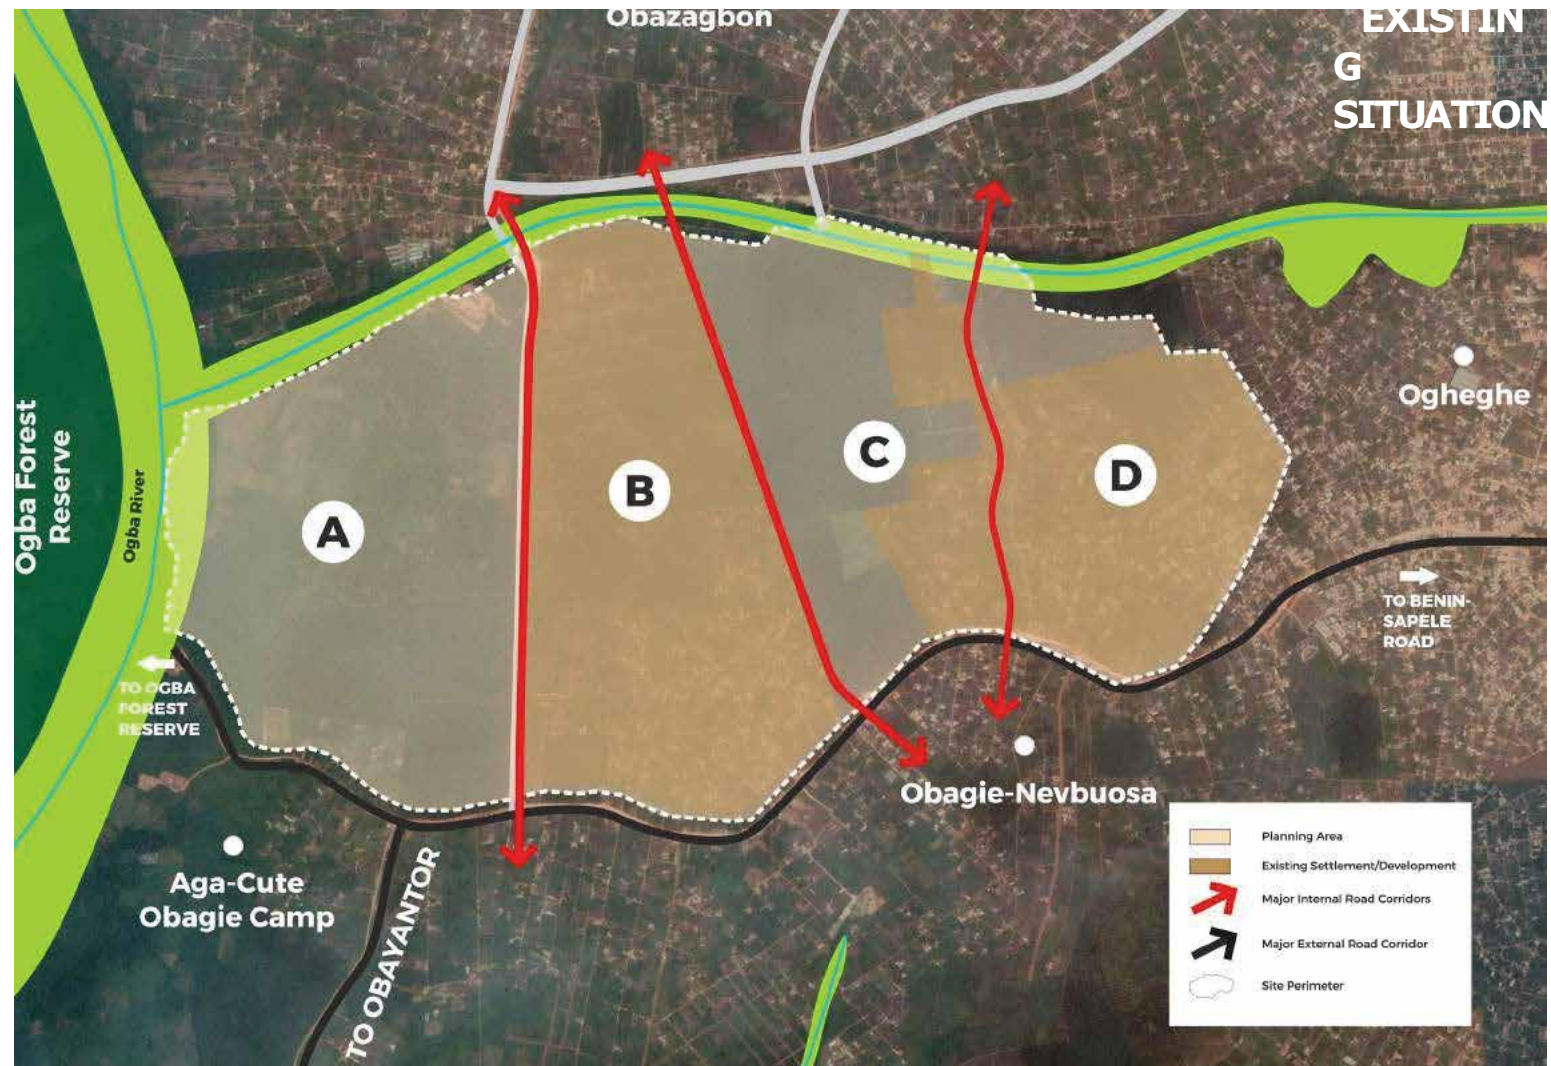 Obazagbon
EXISTIN
G
SITUATION
Ogheghe
Ogba Forest
Reserve
Ogba River
A
B
C
D
TO BENIN-
SAPELE
ROAD
TO OGBA
FOREST
RESERVE
Obagie-Nevbuosa
Aga-Cute
Obagie Camp
TO OBAYANTOR
Planning Area
Existing Settlement/Development
Major Internal Road Corridors
Major External Road Corridor
Site Perimeter